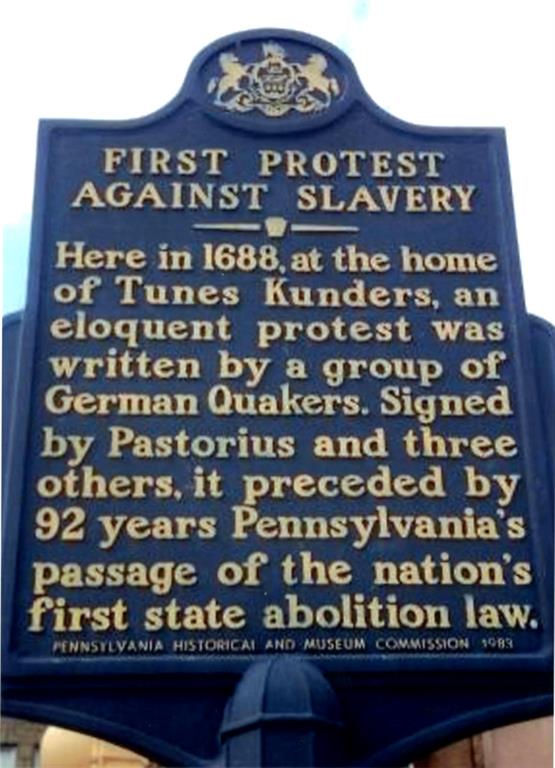 FIRST PROTEST
AGAINST SLAVERY
Here in 1688, at the home
of Tunes Kunders, an
eloquent protest was
written by a group of
German Quakers. Signed
by Pastorius and three
others, it preceded by
92 years Pennsylvania's
passage of the nation's
first state abolition law.
PENNSYLVANIA HISTORICAL AND MUSEUM COMMISSION 1983